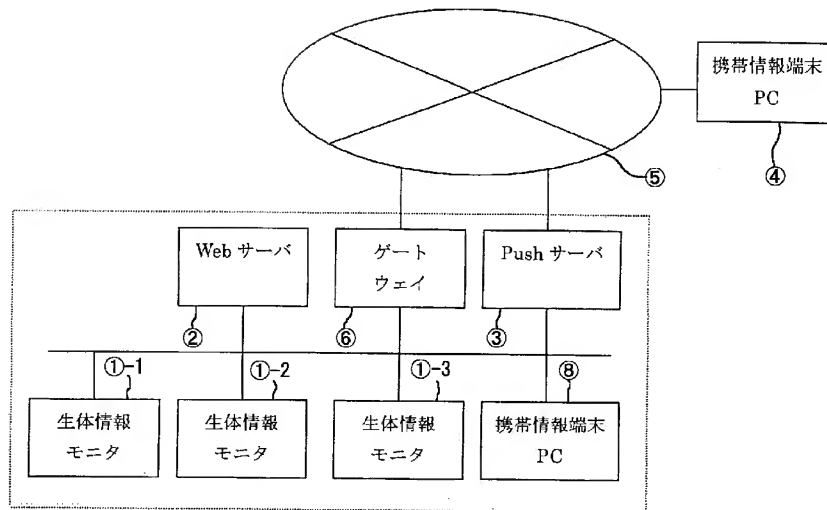 携帯情報端末
PC
④
⑤
Web サーバ
②
ゲート
ウェイ
⑥
Push サーバ
③
①-1
①-2
①-3
⑧
生体情報
モニタ
生体情報
モニタ
生体情報
モニタ
携帯情報端末
PC